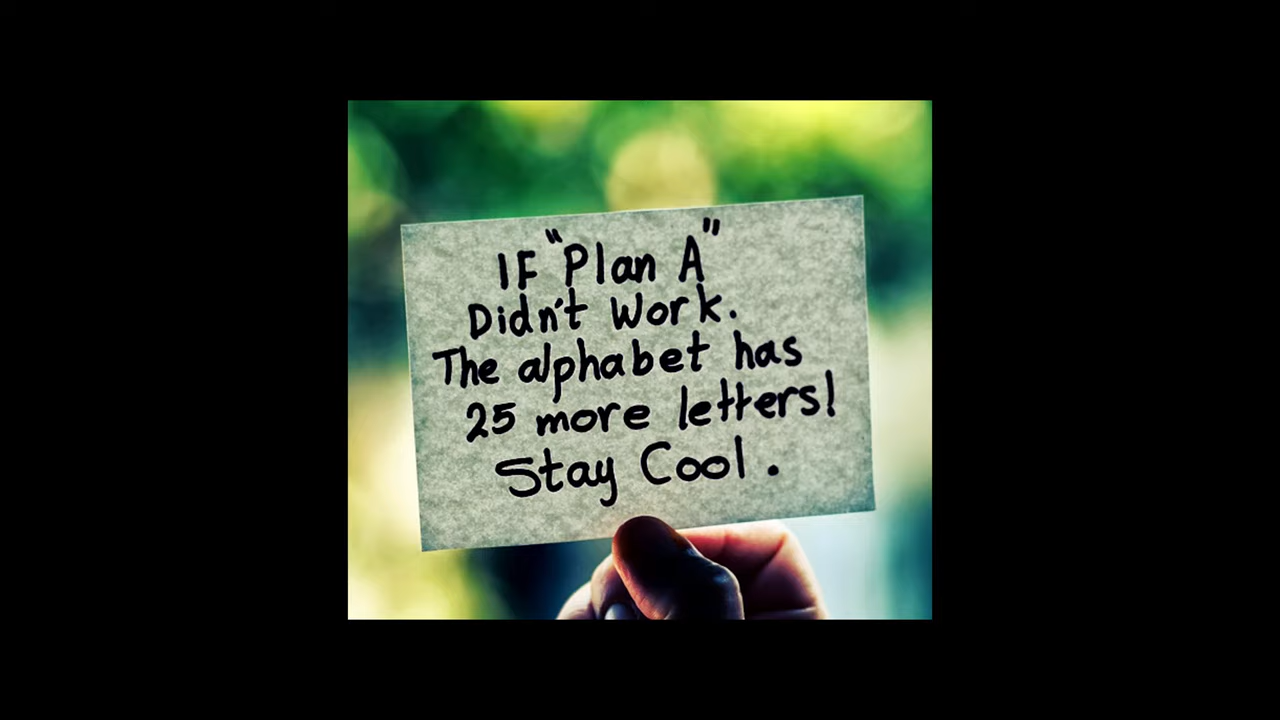 IF "Plan A"
Didn't Work.
The alphabet has
25 more letters!
Stay Cool.